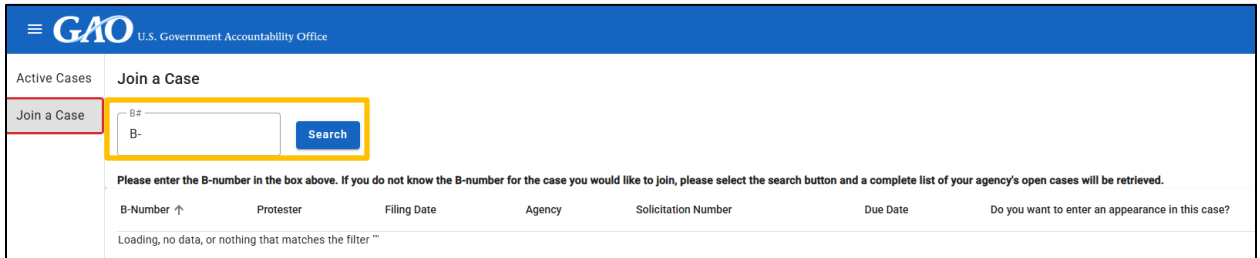 ≡ GAO U.S. Government Accountability Office
Active Cases
Join a Case
Join a Case
B#
B-
Search
Please enter the B-number in the box above. If you do not know the B-number for the case you would like to join, please select the search button and a complete list of your agency's open cases will be retrieved.
B-Number ↑ Protester Filing Date Agency Solicitation Number Due Date Do you want to enter an appearance in this case?
Loading, no data, or nothing that matches the filter ""